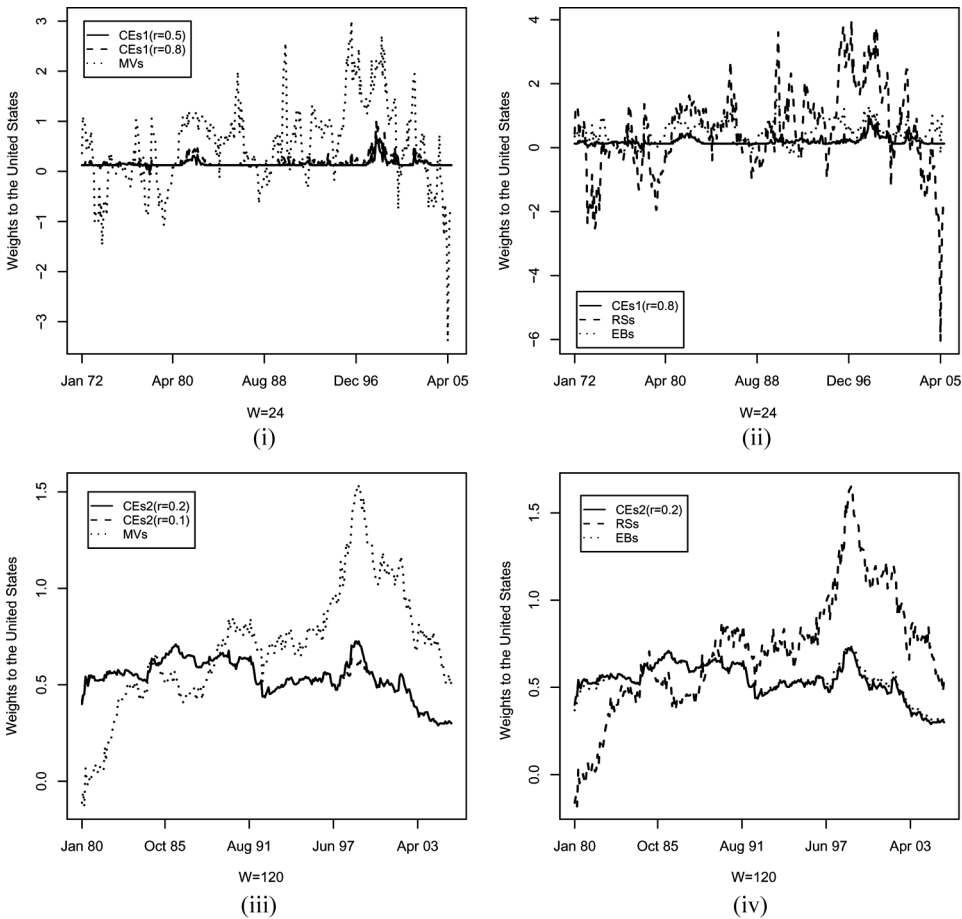 CEs1(r=0.5)
CEs1(r=0.8)
MVs
Weights to the United States
3
2
1
0
−1
−2
−3
Jan 72
Apr 80
Aug 88
Dec 96
Apr 05
W=24
(i)
CEs1(r=0.8)
RSs
EBs
Weights to the United States
4
2
0
−2
−4
−6
Jan 72
Apr 80
Aug 88
Dec 96
Apr 05
W=24
(ii)
CEs2(r=0.2)
CEs2(r=0.1)
MVs
Weights to the United States
1.5
1.0
0.5
0.0
Jan 80
Oct 85
Aug 91
Jun 97
Apr 03
W=120
(iii)
CEs2(r=0.2)
RSs
EBs
Weights to the United States
1.5
1.0
0.5
0.0
Jan 80
Oct 85
Aug 91
Jun 97
Apr 03
W=120
(iv)